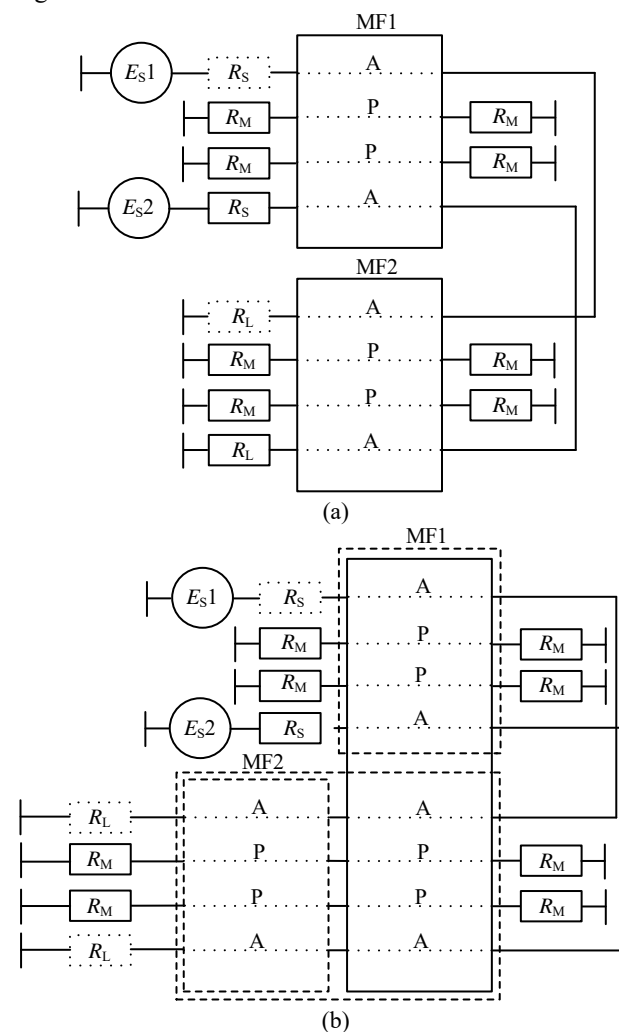 MF1
E_S1 R_S A
R_M P R_M
R_M P R_M
E_S2 R_S A
MF2
R_L A
R_M P R_M
R_M P R_M
R_L A
(a)
MF1
E_S1 R_S A
R_M P R_M
R_M P R_M
E_S2 R_S A
MF2
R_L A A
R_M P P R_M
R_M P P R_M
R_L A A
(b)